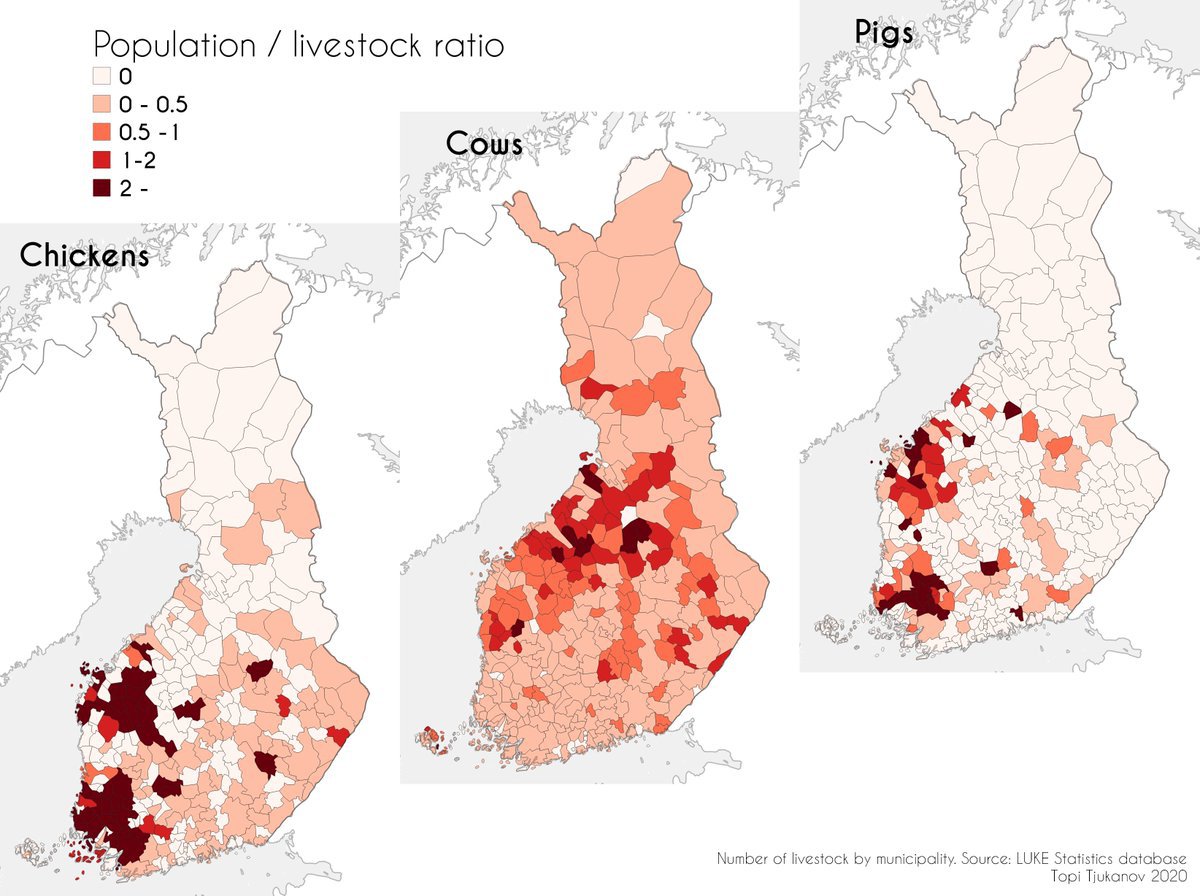 Population / livestock ratio
0
0 - 0.5
0.5 -1
1-2
2 -
Chickens
Cows
Pigs
Number of livestock by municipality. Source: LUKE Statistics database
Topi Tjukanov 2020